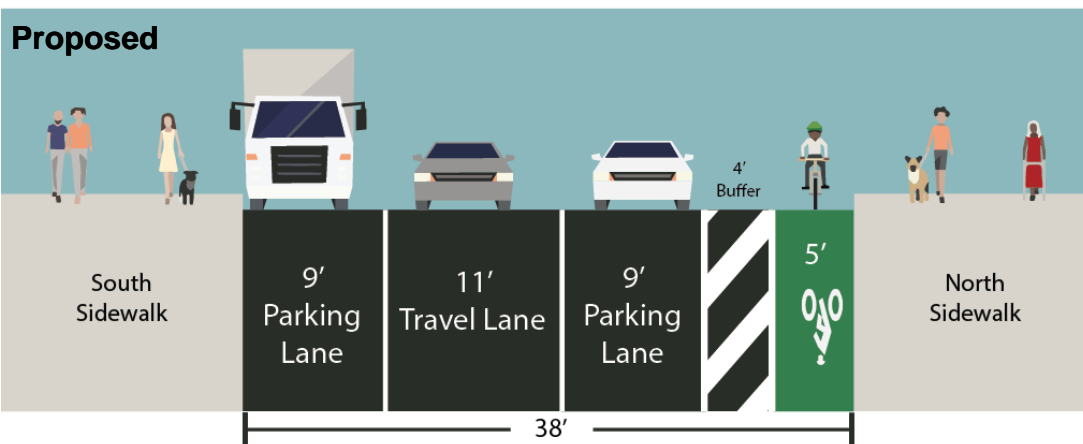 Proposed
4’
Buffer
South
Sidewalk
9’
Parking
Lane
11’
Travel Lane
9’
Parking
Lane
5’
North
Sidewalk
38’